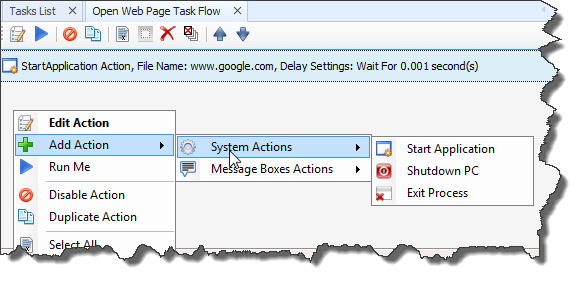 Tasks List Open Web Page Task Flow
StartApplication Action, File Name: www.google.com, Delay Settings: Wait For 0.001 second(s)
Edit Action
Add Action
Run Me
Disable Action
Duplicate Action
Select All
System Actions
Message Boxes Actions
Start Application
Shutdown PC
Exit Process